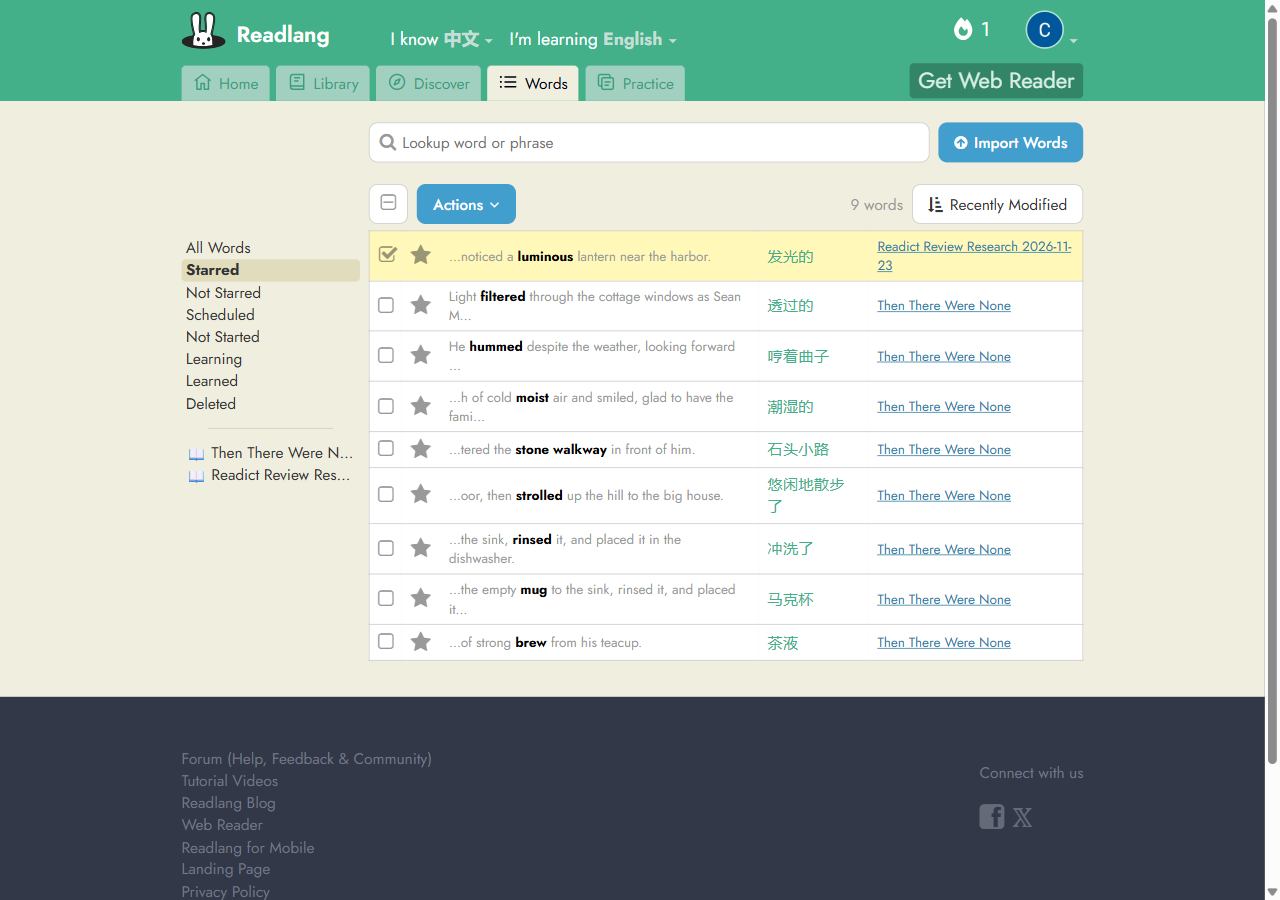 Readlang
I know 中文
I'm learning English
1
C
Home
Library
Discover
Words
Practice
Get Web Reader
Lookup word or phrase
Import Words
Actions
9 words
Recently Modified
All Words
Starred
Not Starred
Scheduled
Not Started
Learning
Learned
Deleted
Then There Were N...
Readict Review Res...
...noticed a luminous lantern near the harbor.
发光的
Readict Review Research 2026-11-
23
Light filtered through the cottage windows as Sean
M...
透过的
Then There Were None
He hummed despite the weather, looking forward
...
哼着曲子
Then There Were None
...h of cold moist air and smiled, glad to have the
fami...
潮湿的
Then There Were None
...tered the stone walkway in front of him.
石头小路
Then There Were None
...oor, then strolled up the hill to the big house.
悠闲地散步
了
Then There Were None
...the sink, rinsed it, and placed it in the
dishwasher.
冲洗了
Then There Were None
...the empty mug to the sink, rinsed it, and placed
it...
马克杯
Then There Were None
...of strong brew from his teacup.
茶液
Then There Were None
Forum (Help, Feedback & Community)
Tutorial Videos
Readlang Blog
Web Reader
Readlang for Mobile
Landing Page
Privacy Policy
Connect with us